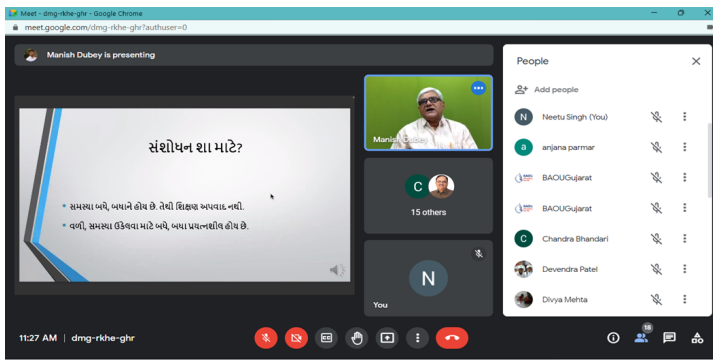 Meet - dmg-rkhe-ghr - Google Chrome
meet.google.com/dmg-rkhe-ghr?authuser=0
Manish Dubey is presenting
સંશોધન શા માટે?
સમસ્યા બધે, બધાને હોય છે. તેથી શિક્ષણ અપવાદ નથી.
વળી, સમસ્યા ઉકેલવા માટે બધે, બધા પ્રયત્નશીલ હોય છે.
Manish Dubey
C
15 others
N
You
People
Add people
N Neetu Singh (You)
a anjana parmar
BAOUGujarat
BAOUGujarat
C Chandra Bhandari
Devendra Patel
Divya Mehta
11:27 AM | dmg-rkhe-ghr
CC
18